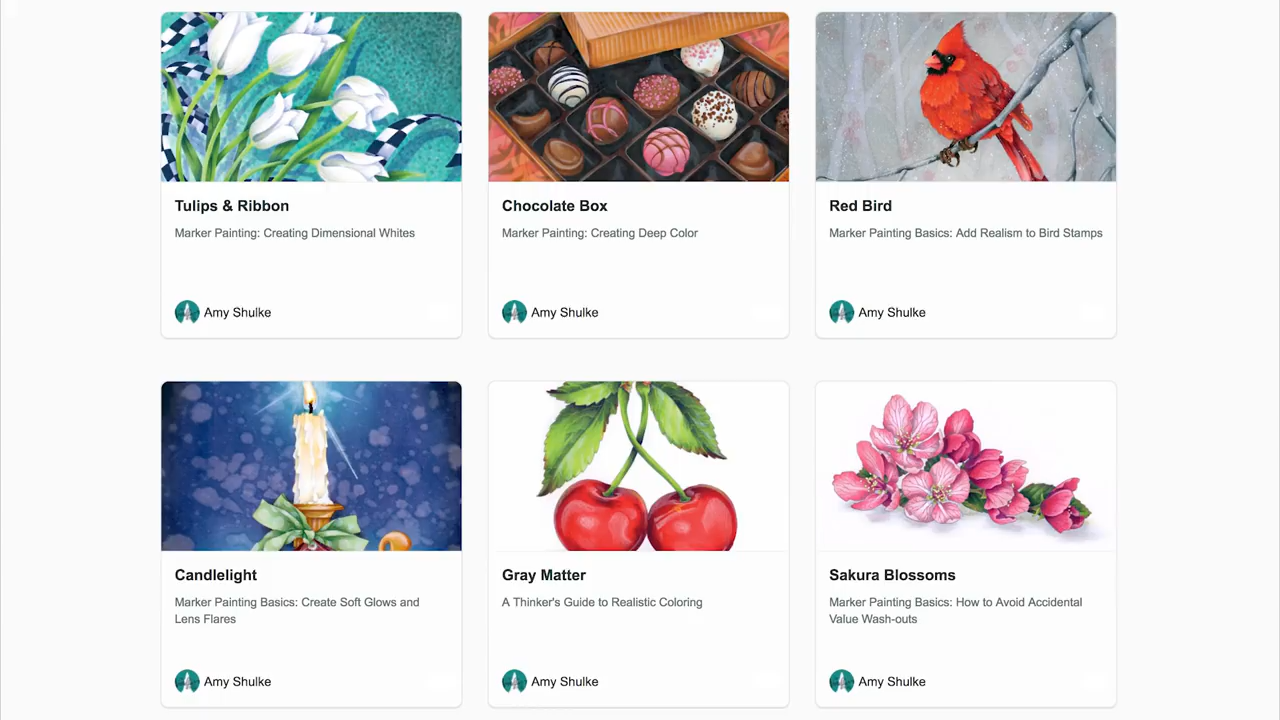 Tulips & Ribbon
Marker Painting: Creating Dimensional Whites
Amy Shulke
Chocolate Box
Marker Painting: Creating Deep Color
Amy Shulke
Red Bird
Marker Painting Basics: Add Realism to Bird Stamps
Amy Shulke
Candlelight
Marker Painting Basics: Create Soft Glows and
Lens Flares
Amy Shulke
Gray Matter
A Thinker's Guide to Realistic Coloring
Amy Shulke
Sakura Blossoms
Marker Painting Basics: How to Avoid Accidental
Value Wash-outs
Amy Shulke